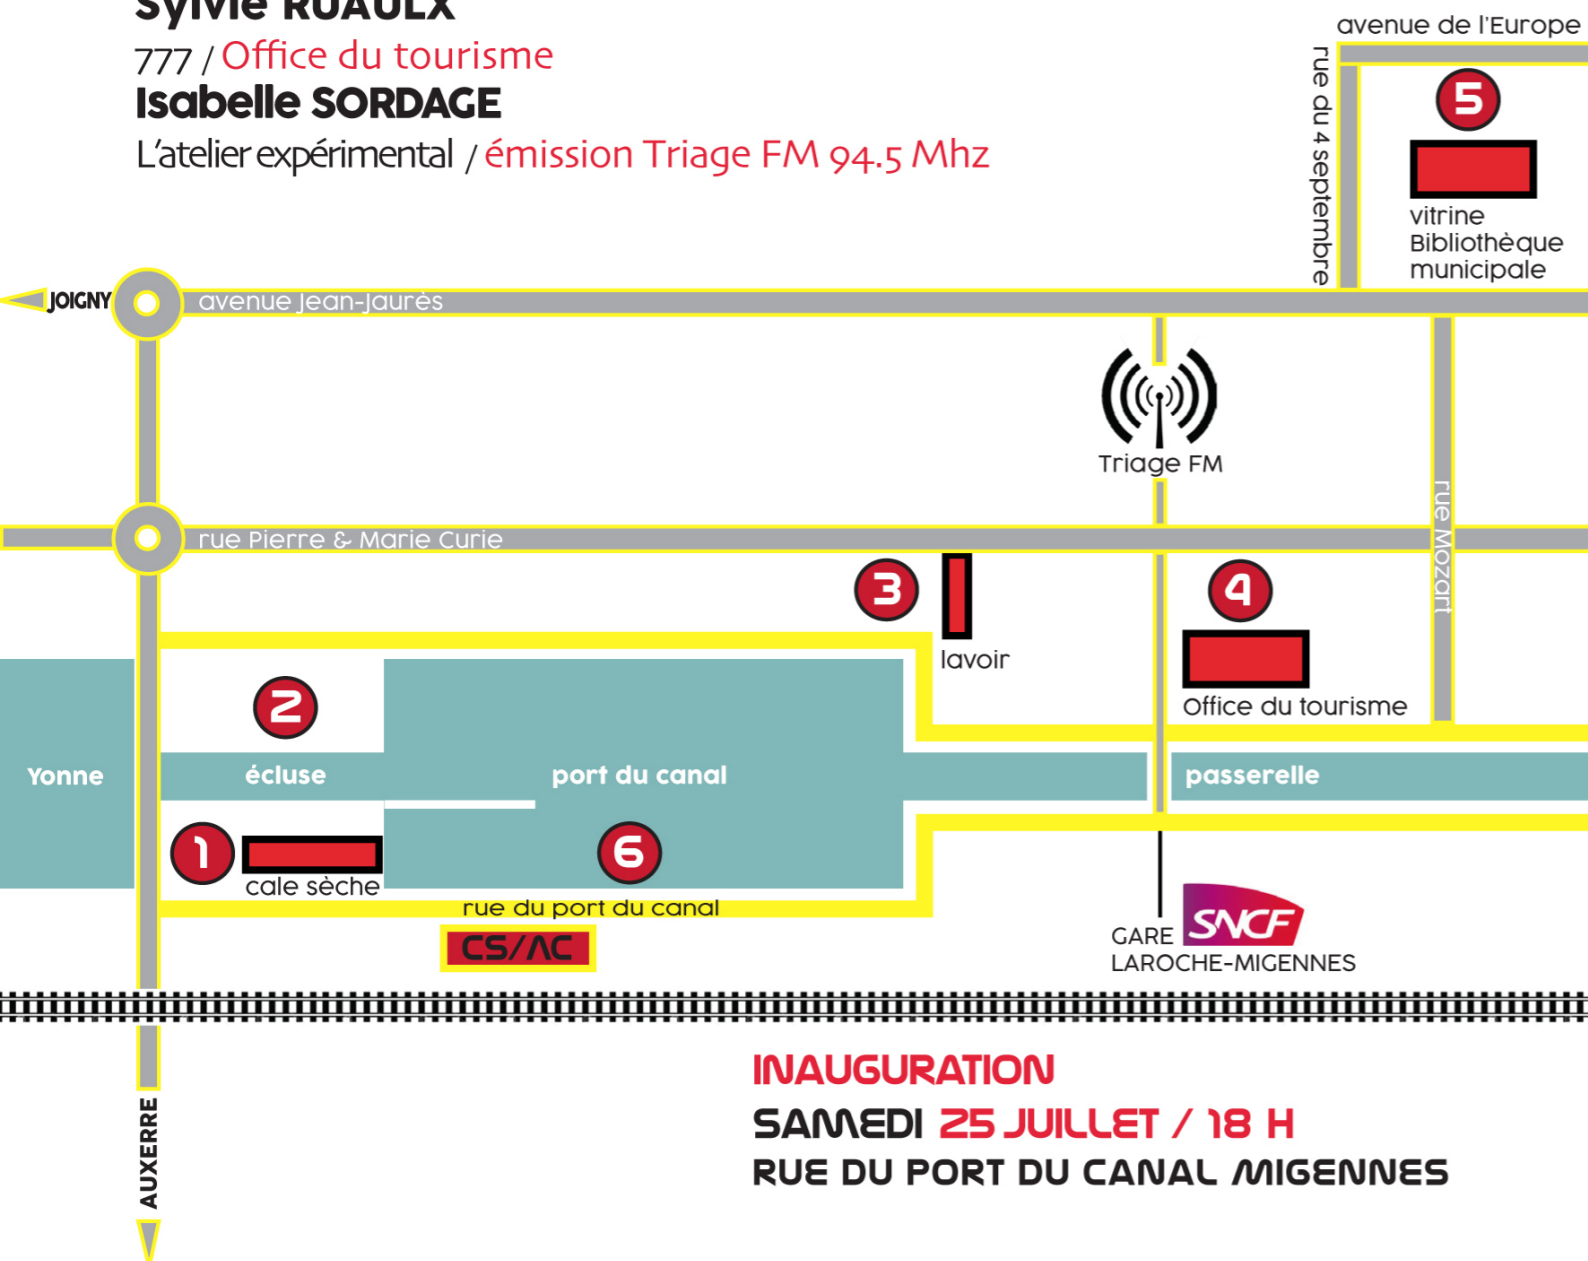 Sylvie RUAULX
777 / Office du tourisme
Isabelle SORDAGE
L'atelier expérimental / émission Triage FM 94.5 Mhz
avenue de l'Europe
rue du 4 septembre
5
vitrine
Bibliothèque
municipale
JOIGNY
avenue Jean-Jaurès
Triage FM
rue Pierre & Marie Curie
rue Mozart
3
lavoir
4
Office du tourisme
2
Yonne
écluse
port du canal
passerelle
1
cale sèche
6
rue du port du canal
CS/AC
GARE
LAROCHE-MIGENNES
SNCF
AUXERRE
INAUGURATION
SAMEDI 25 JUILLET / 18 H
RUE DU PORT DU CANAL MIGENNES